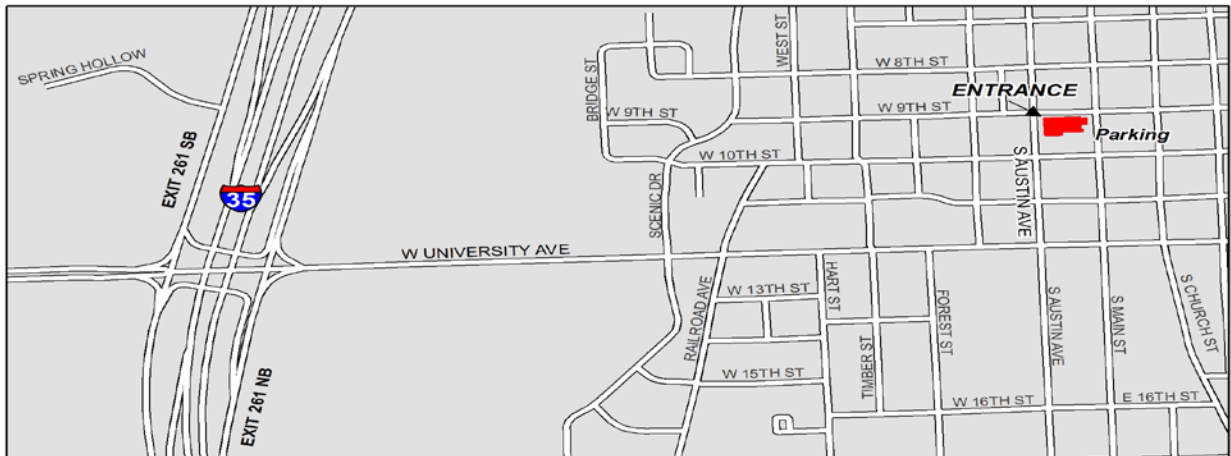 SPRING HOLLOW
EXIT 261 SB
35
EXIT 261 NB
W UNIVERSITY AVE
BRIDGE ST
W 9TH ST
SCENIC DR
W 10TH ST
WEST ST
W 8TH ST
W 9TH ST
ENTRANCE
Parking
S AUSTIN AVE
RAILROAD AVE
W 13TH ST
HART ST
W 15TH ST
TIMBER ST
FOREST ST
S AUSTIN AVE
S MAIN ST
S CHURCH ST
W 16TH ST
E 16TH ST